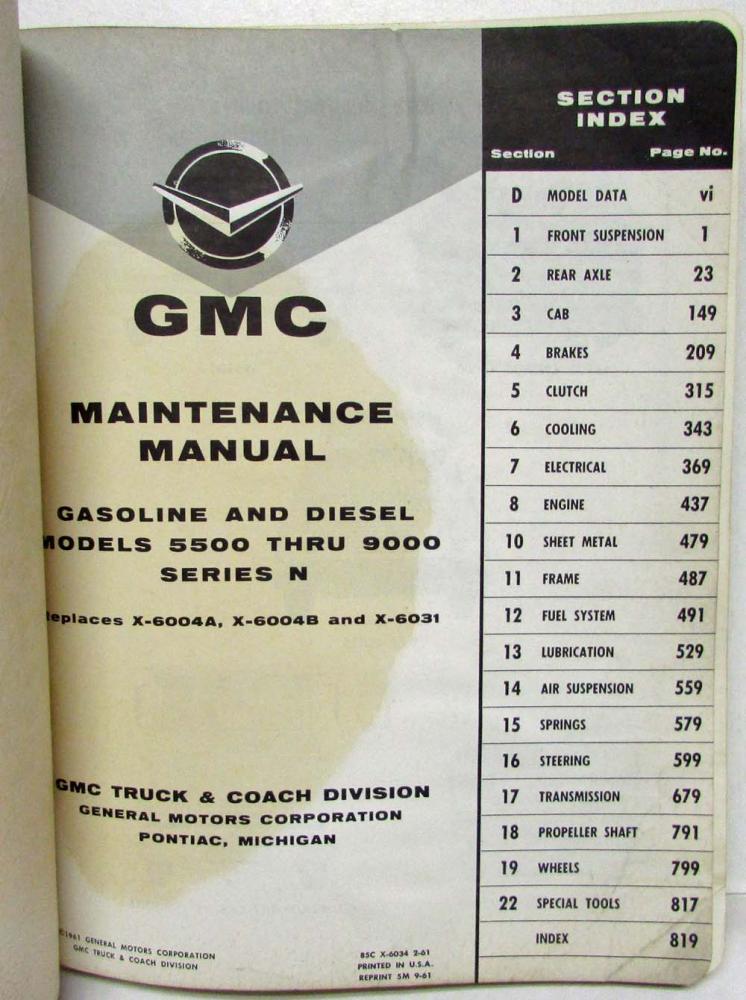 GMC
MAINTENANCE
MANUAL
GASOLINE AND DIESEL
MODELS 5500 THRU 9000
SERIES N
eplaces X-6004A, X-6004B and X-6031
GMC TRUCK & COACH DIVISION
GENERAL MOTORS CORPORATION
PONTIAC, MICHIGAN
©1961 GENERAL MOTORS CORPORATION
GMC TRUCK & COACH DIVISION
85C X-6034 2-61
PRINTED IN U.S.A.
REPRINT 5M 9-61
SECTION
INDEX
Section Page No.
D MODEL DATA vi
1 FRONT SUSPENSION 1
2 REAR AXLE 23
3 CAB 149
4 BRAKES 209
5 CLUTCH 315
6 COOLING 343
7 ELECTRICAL 369
8 ENGINE 437
10 SHEET METAL 479
11 FRAME 487
12 FUEL SYSTEM 491
13 LUBRICATION 529
14 AIR SUSPENSION 559
15 SPRINGS 579
16 STEERING 599
17 TRANSMISSION 679
18 PROPELLER SHAFT 791
19 WHEELS 799
22 SPECIAL TOOLS 817
INDEX 819